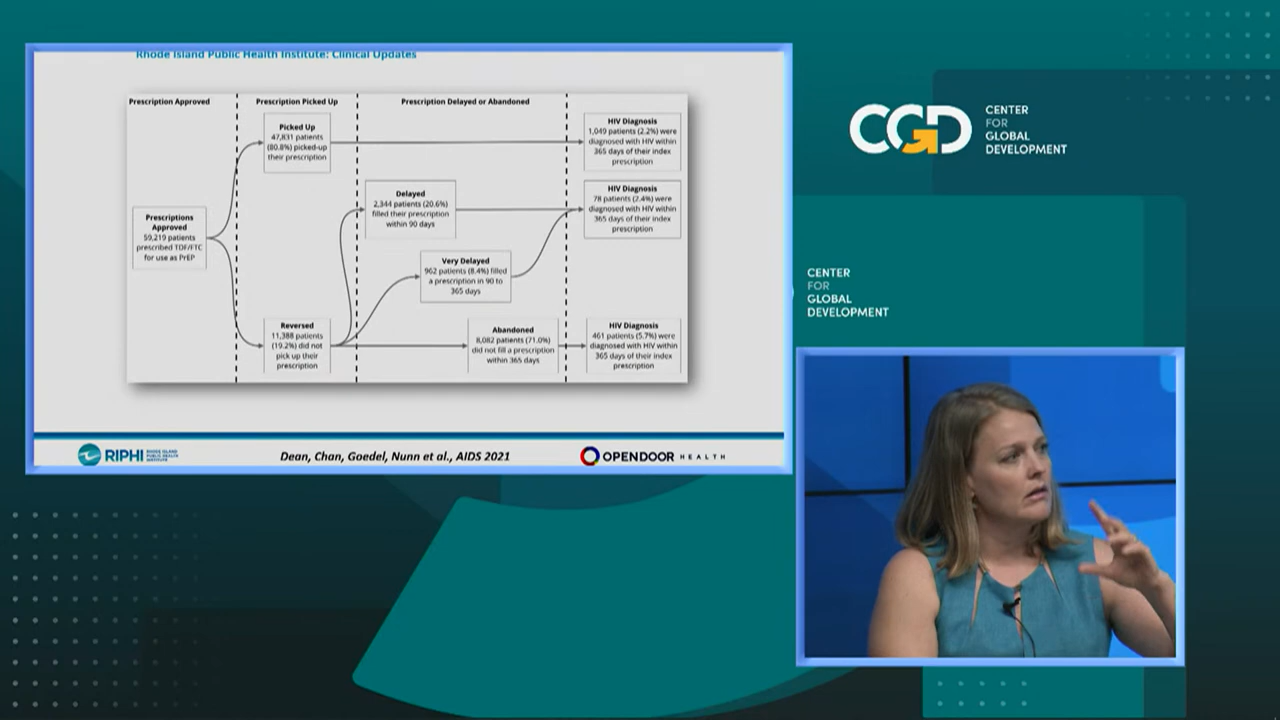 Rhode Island Public Health Institute: Clinical Updates
Prescription Approved
Prescription Picked Up
Prescription Delayed or Abandoned
Prescriptions
Approved
59,219 patients
prescribed TDF/FTC
for use as PrEP
Picked Up
47,831 patients
(80.8%) picked-up
their prescription
Reversed
11,388 patients
(19.2%) did not
pick up their
prescription
Delayed
2,344 patients (20.6%)
filled their prescription
within 90 days
Very Delayed
962 patients (8.4%) filled
a prescription in 90 to
365 days
Abandoned
8,082 patients (71.0%)
did not fill a prescription
within 365 days
HIV Diagnosis
1,049 patients (2.2%) were
diagnosed with HIV within
365 days of their index
prescription
HIV Diagnosis
78 patients (2.4%) were
diagnosed with HIV within
365 days of their index
prescription
HIV Diagnosis
461 patients (5.7%) were
diagnosed with HIV within
365 days of their index
prescription
RIPHI
RHODE ISLAND
PUBLIC HEALTH
INSTITUTE
Dean, Chan, Goedel, Nunn et al., AIDS 2021
OPENDOOR HEALTH
CGD
CENTER
FOR
GLOBAL
DEVELOPMENT
CENTER
FOR
GLOBAL
DEVELOPMENT